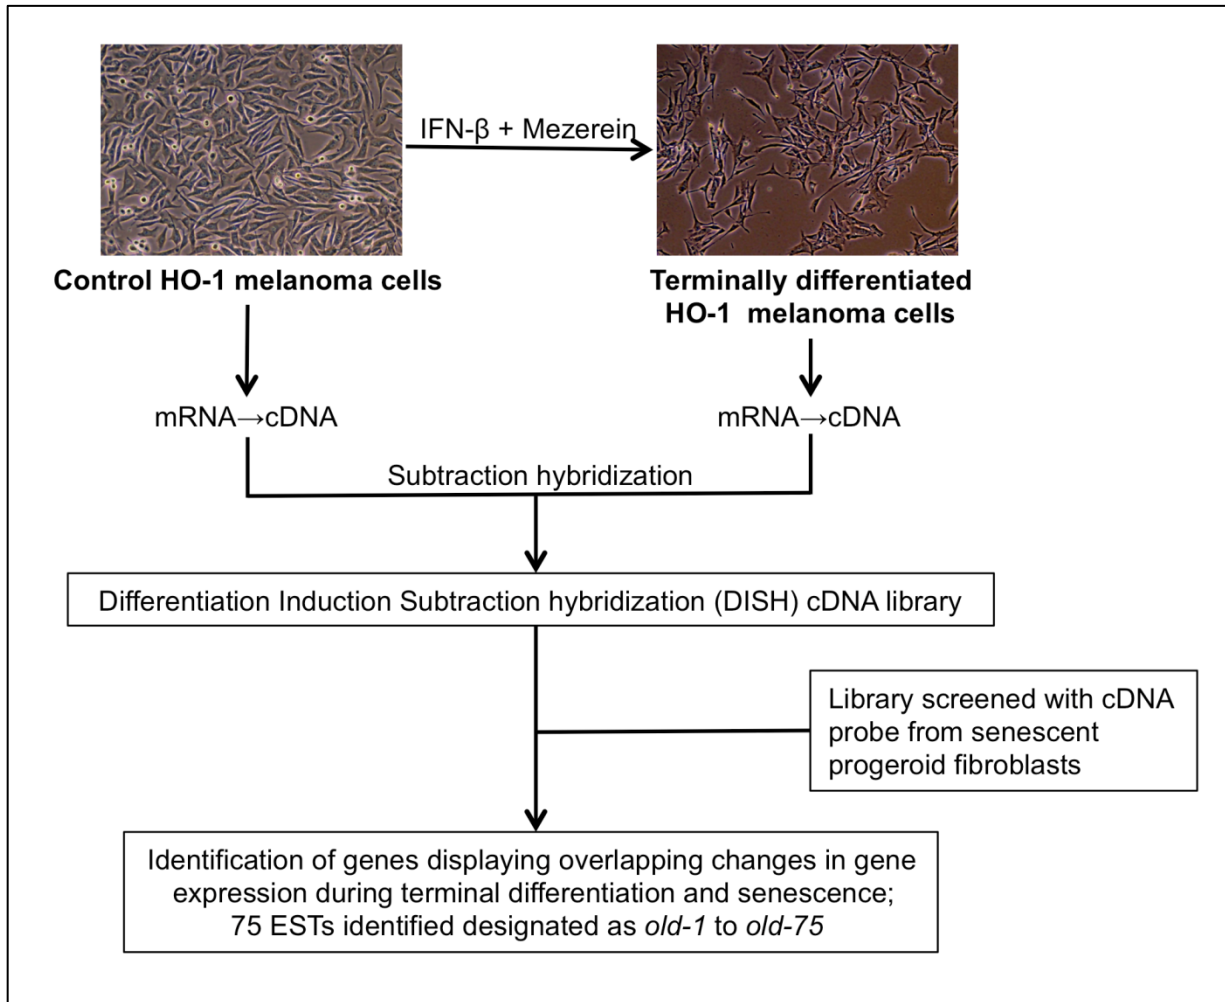 IFN-β + Mezerein
Control HO-1 melanoma cells
Terminally differentiated
HO-1 melanoma cells
mRNA→cDNA
mRNA→cDNA
Subtraction hybridization
Differentiation Induction Subtraction hybridization (DISH) cDNA library
Library screened with cDNA
probe from senescent
progeroid fibroblasts
Identification of genes displaying overlapping changes in gene
expression during terminal differentiation and senescence;
75 ESTs identified designated as old-1 to old-75